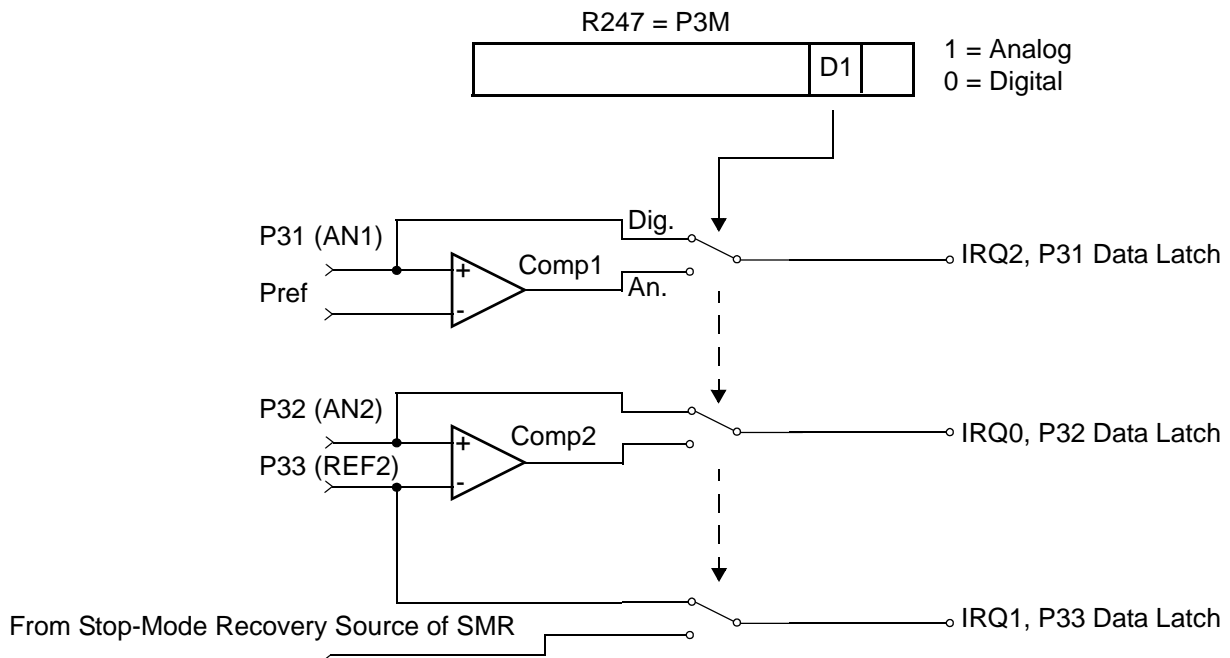 R247 = P3M
D1
1 = Analog
0 = Digital
P31 (AN1)
Pref
+
-
Comp1
Dig.
An.
IRQ2, P31 Data Latch
P32 (AN2)
P33 (REF2)
+
-
Comp2
IRQ0, P32 Data Latch
From Stop-Mode Recovery Source of SMR
IRQ1, P33 Data Latch